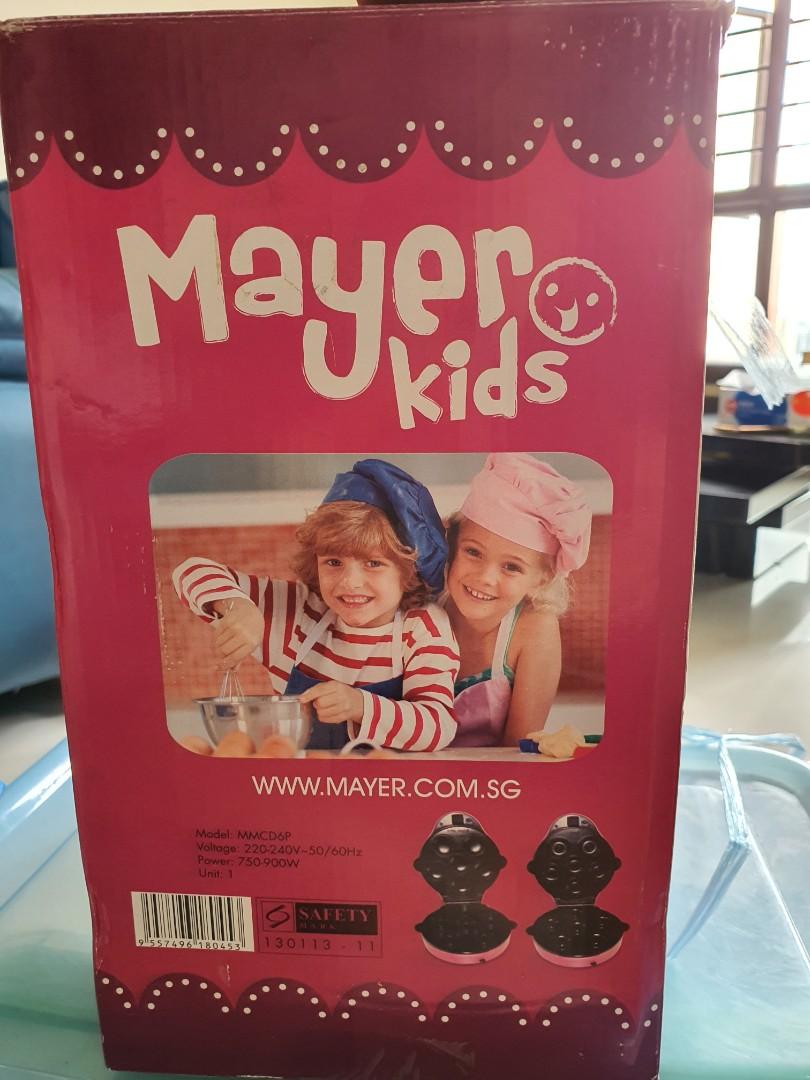 Mayer
kids
WWW.MAYER.COM.SG
Model: MMCD6P
Voltage: 220-240V~50/60Hz
Power: 750-900W
Unit: 1
9 557496 180453
SAFETY
MARK
130113 - 11